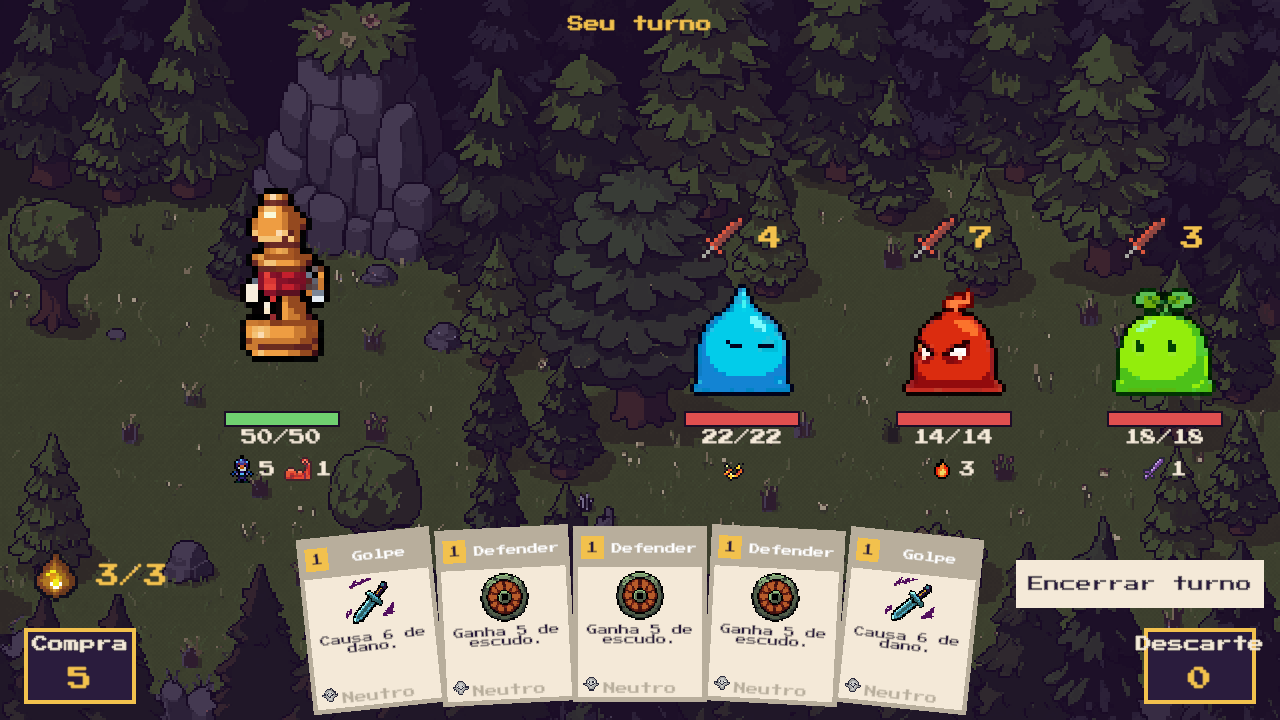 Seu turno
4
7
3
50/50
22/22
14/14
18/18
5
1
3
1
3/3
1 Golpe
Causa 6 de
dano.
Neutro
1 Defender
Ganha 5 de
escudo.
Neutro
1 Defender
Ganha 5 de
escudo.
Neutro
1 Defender
Ganha 5 de
escudo.
Neutro
1 Golpe
Causa 6 de
dano.
Neutro
Encerrar turno
Compra
5
Descarte
0